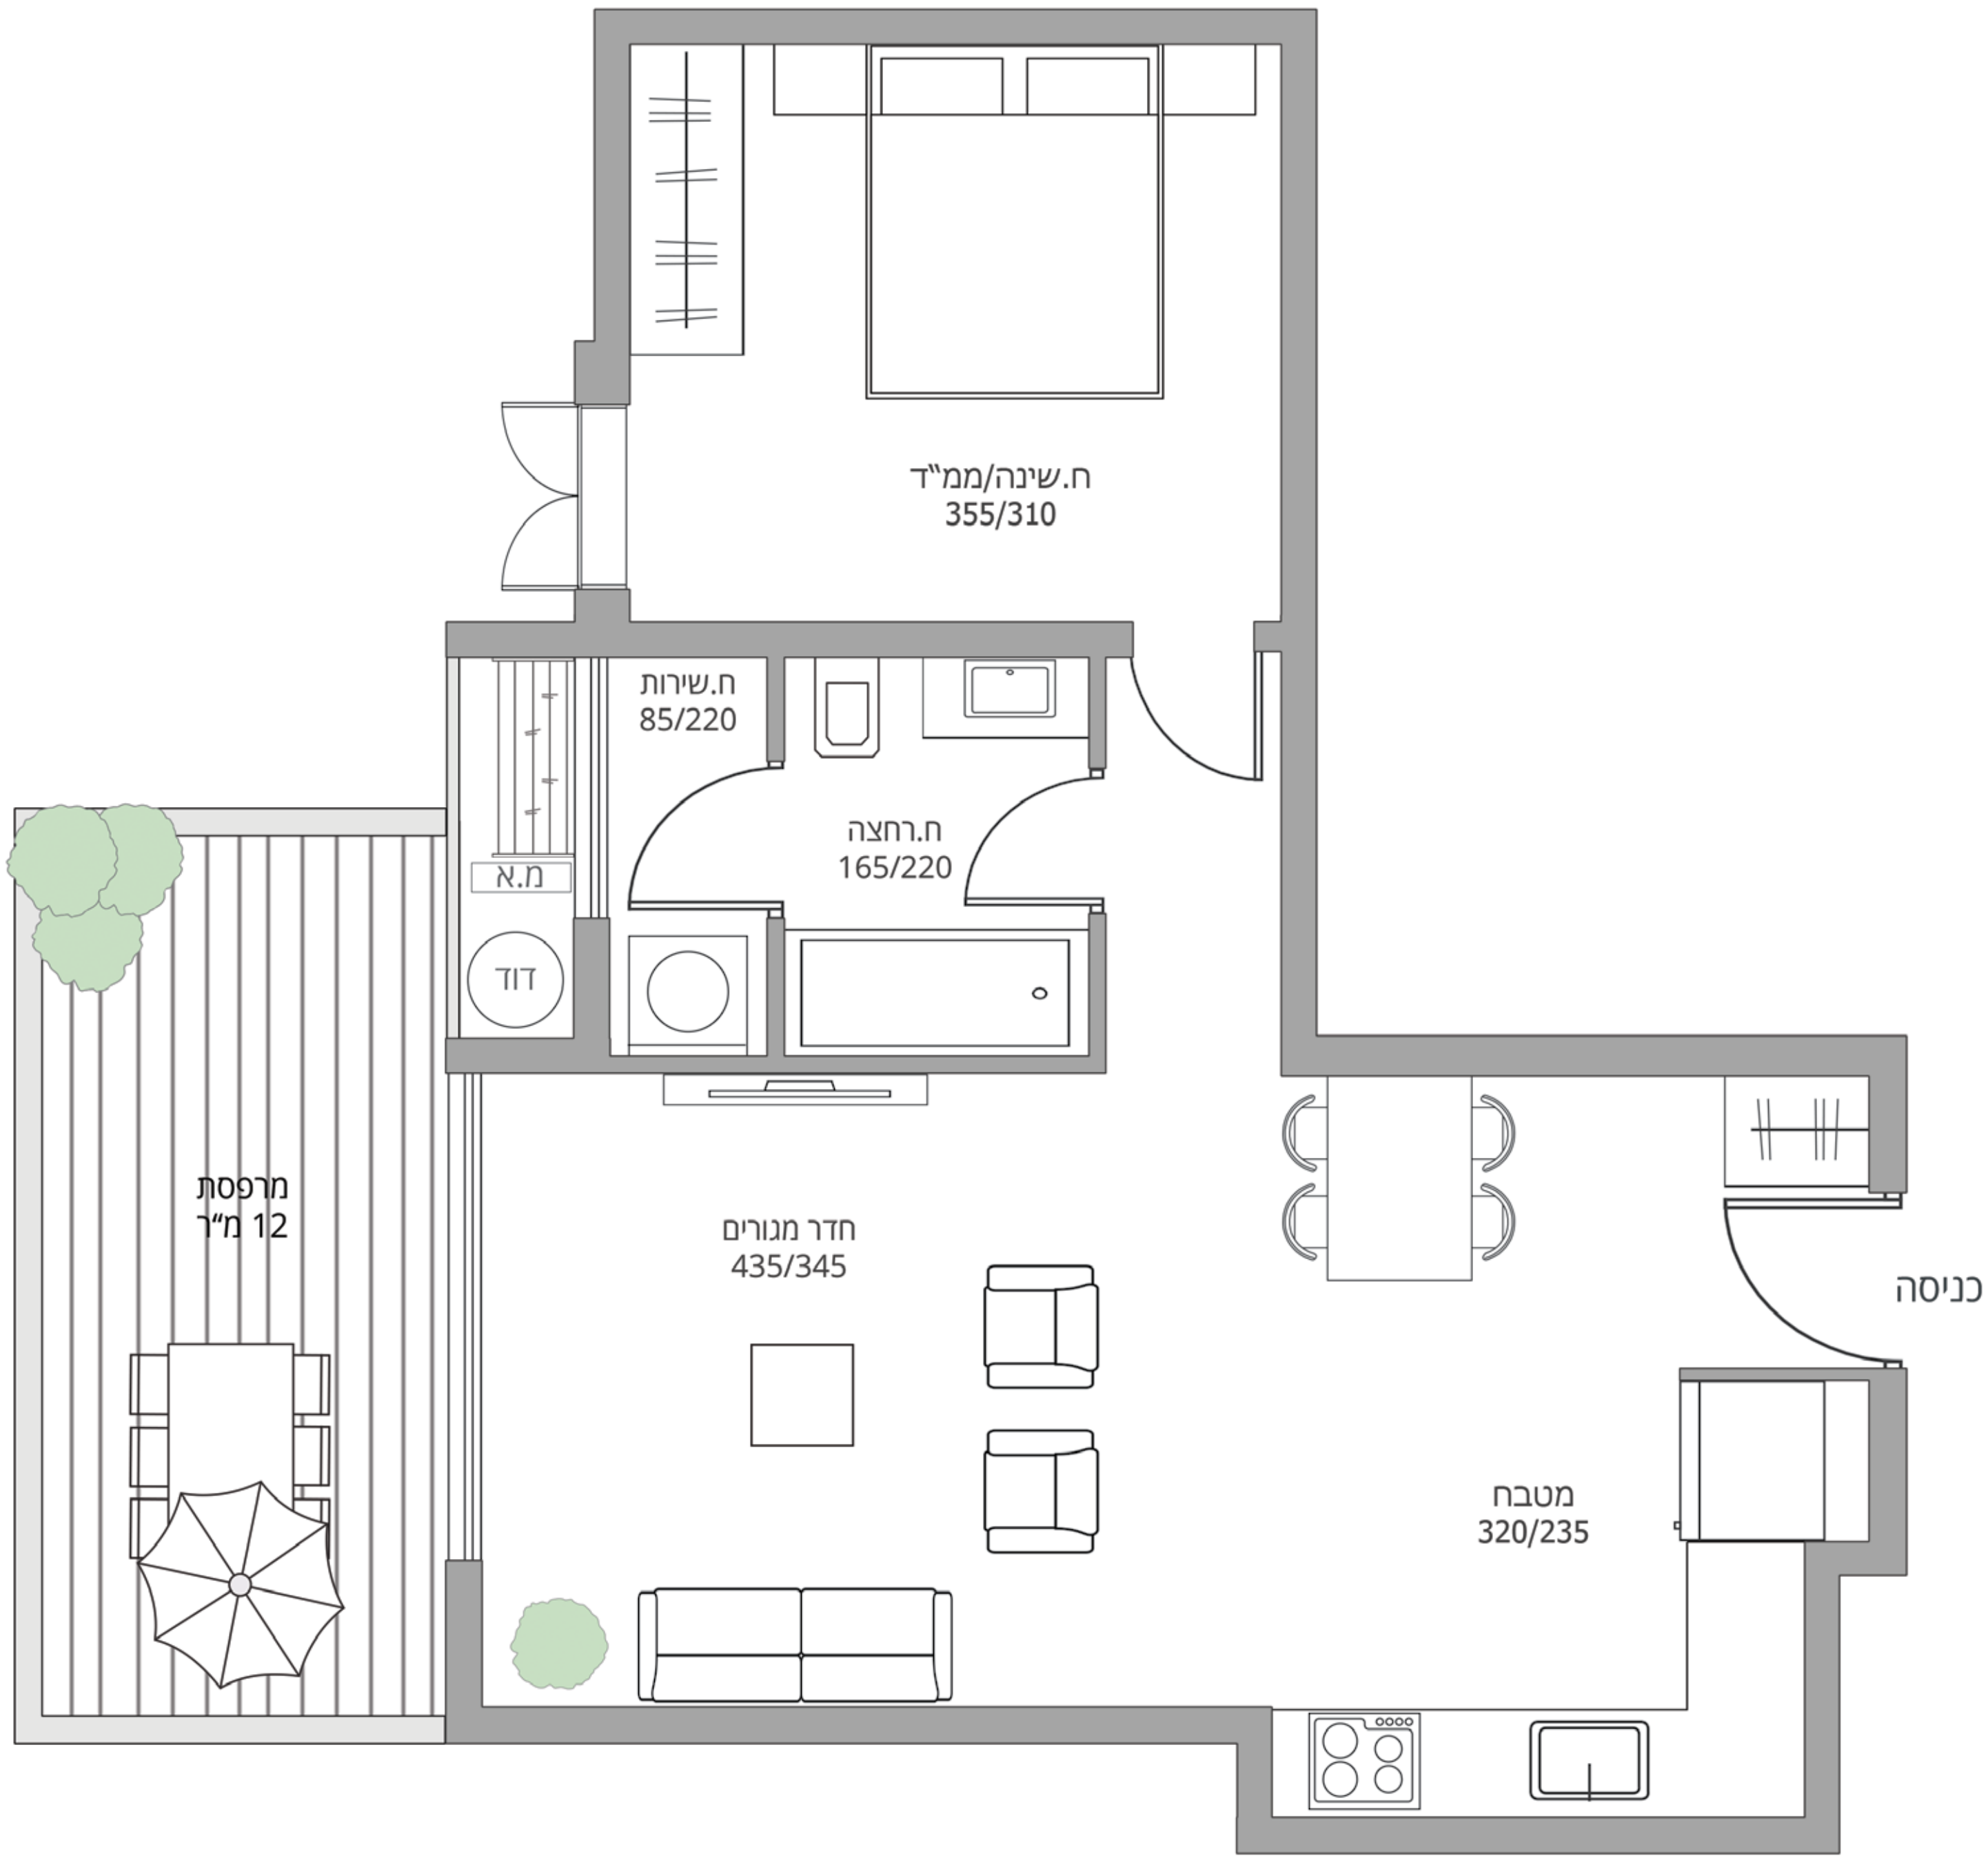 ח.שינה/ממ״ד
355/310
ח.שירות
85/220
ח.רחצה
165/220
מ.א
דוד
מרפסת
12 מ״ר
חדר מגורים
435/345
כניסה
מטבח
320/235